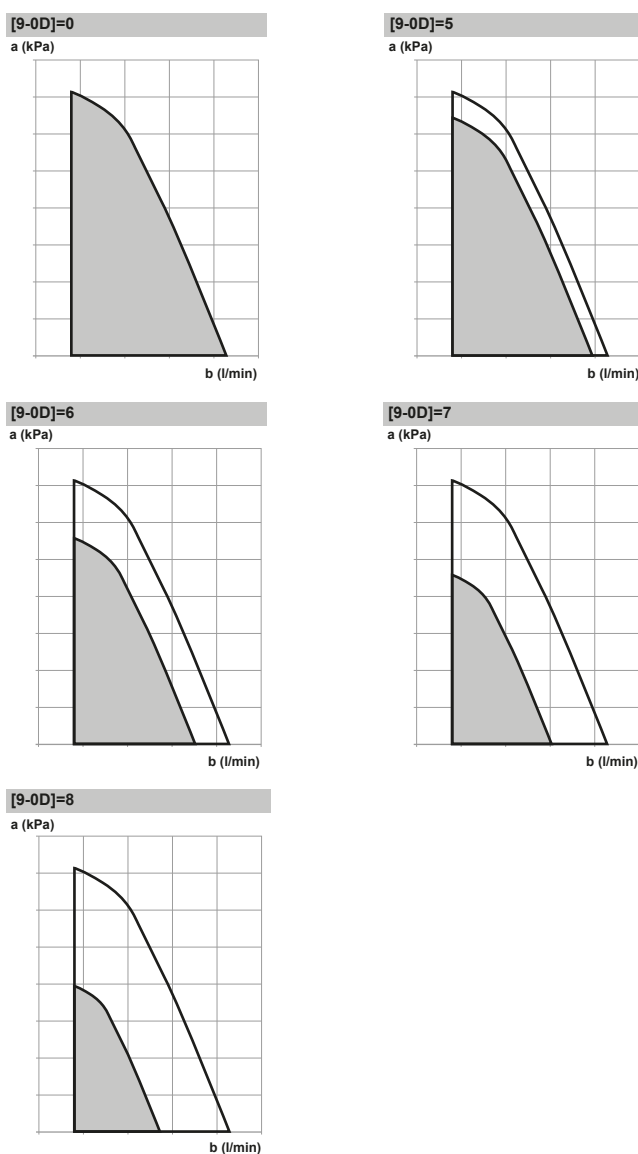 [9-0D]=0
a (kPa)
b (l/min)
[9-0D]=5
a (kPa)
b (l/min)
[9-0D]=6
a (kPa)
b (l/min)
[9-0D]=7
a (kPa)
b (l/min)
[9-0D]=8
a (kPa)
b (l/min)